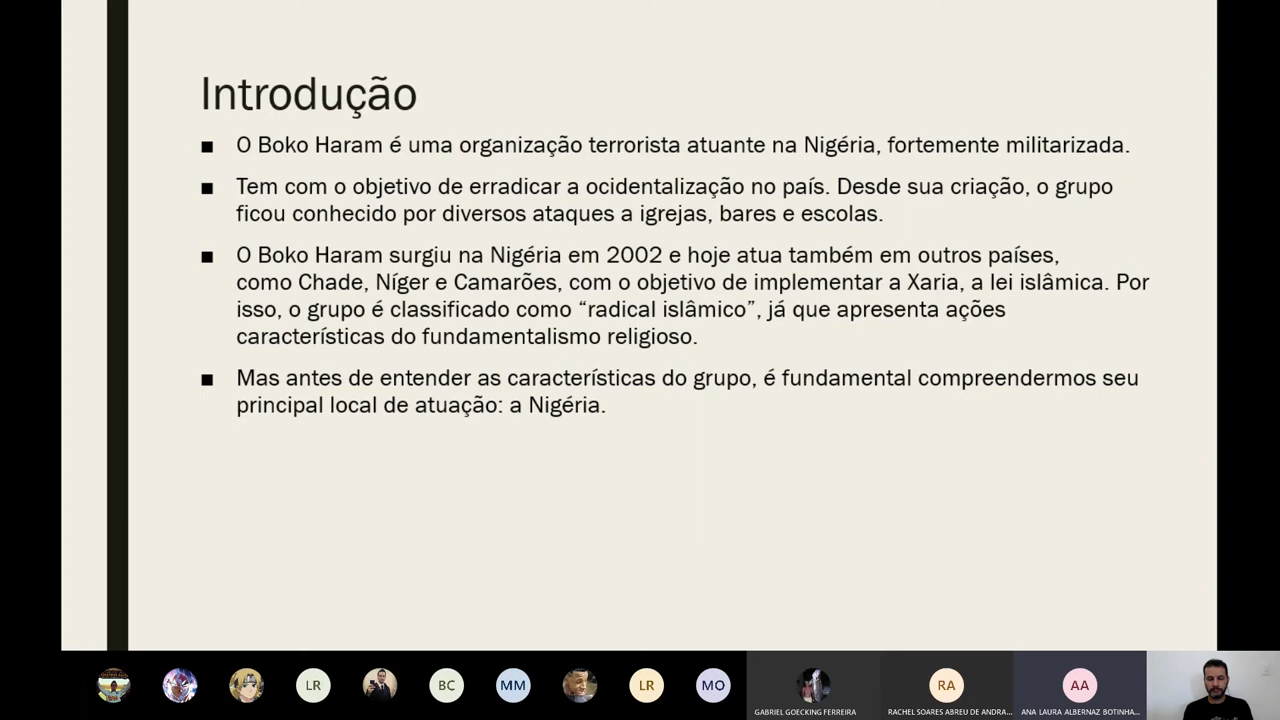 Introdução
O Boko Haram é uma organização terrorista atuante na Nigéria, fortemente militarizada.
Tem com o objetivo de erradicar a ocidentalização no país. Desde sua criação, o grupo
ficou conhecido por diversos ataques a igrejas, bares e escolas.
O Boko Haram surgiu na Nigéria em 2002 e hoje atua também em outros países,
como Chade, Níger e Camarões, com o objetivo de implementar a Xaria, a lei islâmica. Por
isso, o grupo é classificado como “radical islâmico”, já que apresenta ações
características do fundamentalismo religioso.
Mas antes de entender as características do grupo, é fundamental compreendermos seu
principal local de atuação: a Nigéria.
LR
BC
MM
LR
MO
RA
AA
GABRIEL GOECKING FERREIRA
RACHEL SOARES ABREU DE ANDRA...
ANA LAURA ALBERNAZ BOTINHA...